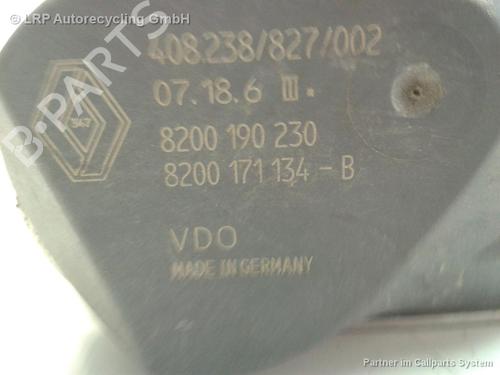 LRP Autorecycling GmbH
408.238/827/002
07.18.6 III.
347
8200 190 230
8200 171 134 - B
VDO
MADE IN GERMANY
Partner im Callparts System